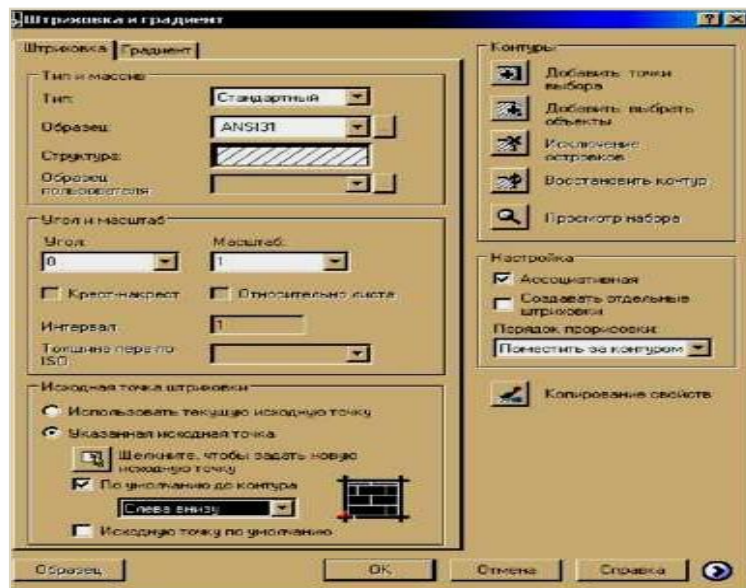 Штриховка и градиент
Штриховка Градиент
Тип и массив
Тип: Стандартный
Образец: ANSI31 ...
Структура:
Образец
пользователя: ...
Угол и масштаб
Угол: Масштаб:
0 1
Крест-накрест Относительно листа
Интервал: 1
Толщина пера по
ISO:
Исходная точка штриховки
Использовать текущую исходную точку
Указанная исходная точка
Щелкните, чтобы задать новую
исходную точку
По умолчанию до контура
Слева внизу
Исходную точку по умолчанию
Контуры
Добавить точки
выбора
Добавить выбрать
объекты
Исключение
островков
Восстановить контур
Просмотр набора
Настройка
Ассоциативная
Создавать отдельные
штриховки
Порядок прорисовки:
Поместить за контуром
Копирование свойств
Образец OK Отмена Справка